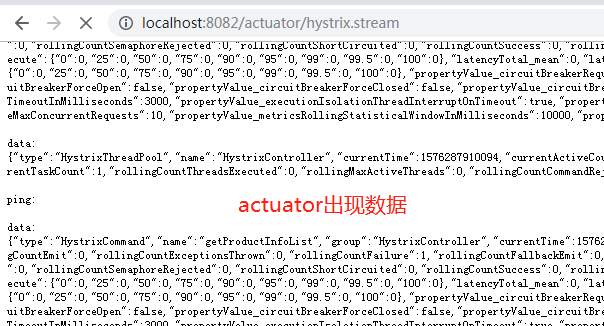 localhost:8082/actuator/hystrix.stream
":0,"rollingCountSemaphoreRejected":0,"rollingCountShortCircuited":0,"rollingCountSuccess":0,"rollin
ecute":{"0":0,"25":0,"50":0,"75":0,"90":0,"95":0,"99":0,"99.5":0,"100":0},"latencyTotal_mean":0,"lat
{"0":0,"25":0,"50":0,"75":0,"90":0,"95":0,"99":0,"99.5":0,"100":0},"propertyValue_circuitBreakerRequ
uitBreakerForceOpen":false,"propertyValue_circuitBreakerForceClosed":false,"propertyValue_circuitBre
TimeoutInMilliseconds":3000,"propertyValue_executionIsolationThreadInterruptOnTimeout":true,"propert
eMaxConcurrentRequests":10,"propertyValue_metricsRollingStatisticalWindowInMilliseconds":10000,"prop
data:
{"type":"HystrixThreadPool","name":"HystrixController","currentTime":1576287910094,"currentActiveCou
rentTaskCount":1,"rollingCountThreadsExecuted":0,"rollingMaxActiveThreads":0,"rollingCountCommandRej
ping:
actuator出现数据
data:
{"type":"HystrixCommand","name":"getProductInfoList","group":"HystrixController","currentTime":15762
gCountEmit":0,"rollingCountExceptionsThrown":0,"rollingCountFailure":1,"rollingCountFallbackEmit":0,
":0,"rollingCountSemaphoreRejected":0,"rollingCountShortCircuited":0,"rollingCountSuccess":0,"rollin
ecute":{"0":0,"25":0,"50":0,"75":0,"90":0,"95":0,"99":0,"99.5":0,"100":0},"latencyTotal_mean":0,"lat
{"0":0,"25":0,"50":0,"75":0,"90":0,"95":0,"99":0,"99.5":0,"100":0},"propertyValue_circuitBreakerRequ
uitBreakerForceOpen":false,"propertyValue_circuitBreakerForceClosed":false,"propertyValue_circuitBre